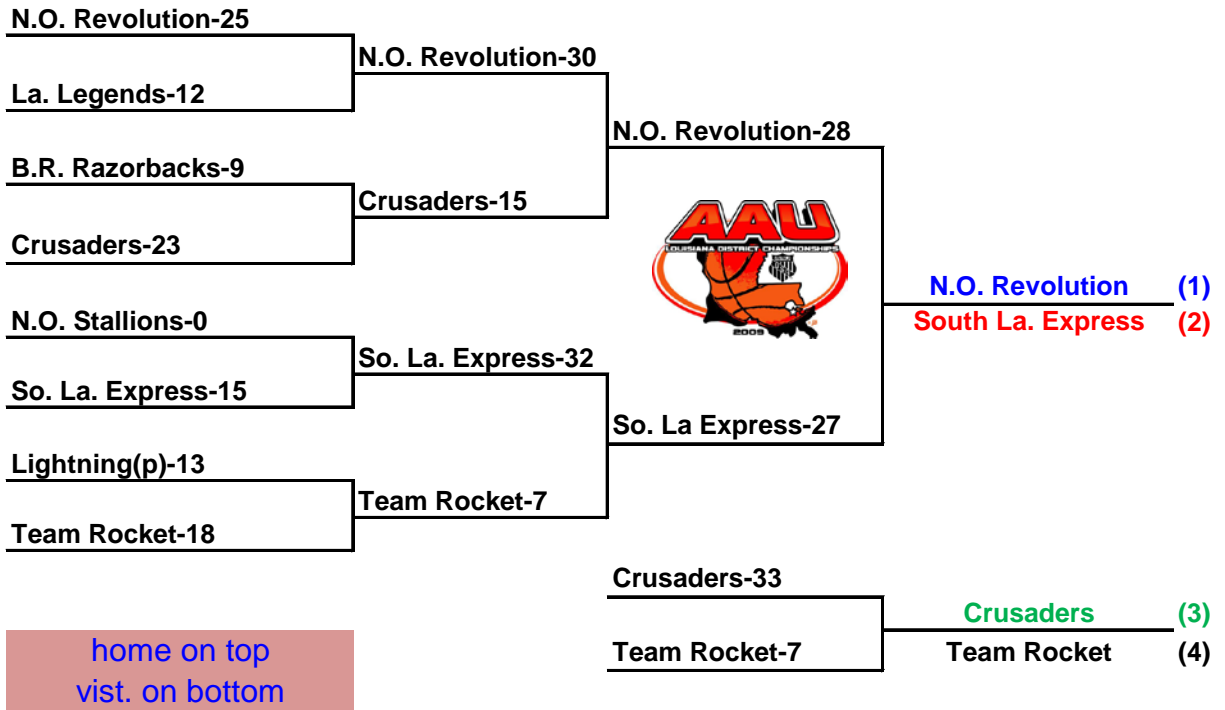 N.O. Revolution-25
N.O. Revolution-30
La. Legends-12
N.O. Revolution-28
B.R. Razorbacks-9
Crusaders-15
Crusaders-23
AAU
LOUISIANA DISTRICT CHAMPIONSHIPS
2009
N.O. Revolution (1)
South La. Express (2)
N.O. Stallions-0
So. La. Express-32
So. La. Express-15
So. La Express-27
Lightning(p)-13
Team Rocket-7
Team Rocket-18
Crusaders-33
Crusaders (3)
Team Rocket-7
Team Rocket (4)
home on top
vist. on bottom